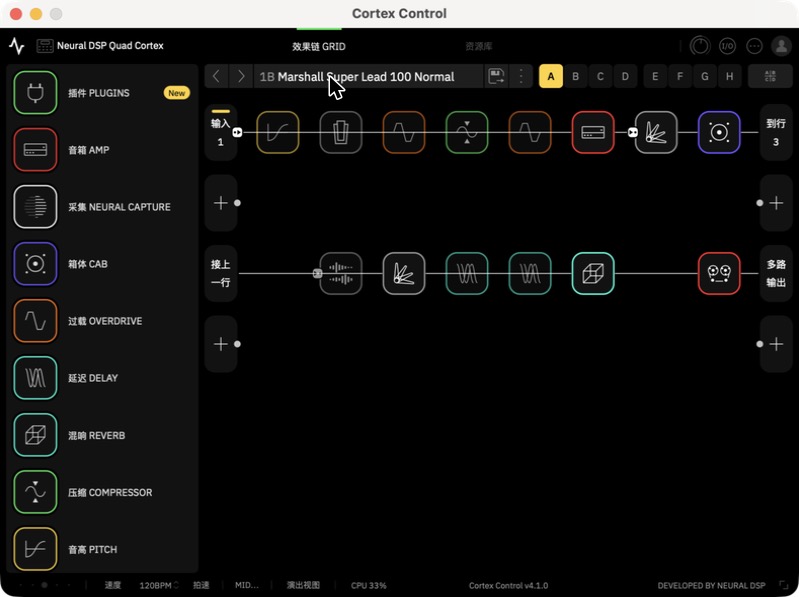 Cortex Control
Neural DSP Quad Cortex
效果链 GRID
资源库
I/O
插件 PLUGINS
New
音箱 AMP
采集 NEURAL CAPTURE
箱体 CAB
过载 OVERDRIVE
延迟 DELAY
混响 REVERB
压缩 COMPRESSOR
音高 PITCH
1B Marshall Super Lead 100 Normal
A B C D E F G H
输入
1
到行
3
接上
一行
多路
输出
速度 120BPM 拍速 MID... 演出视图 CPU 33% Cortex Control v4.1.0 DEVELOPED BY NEURAL DSP